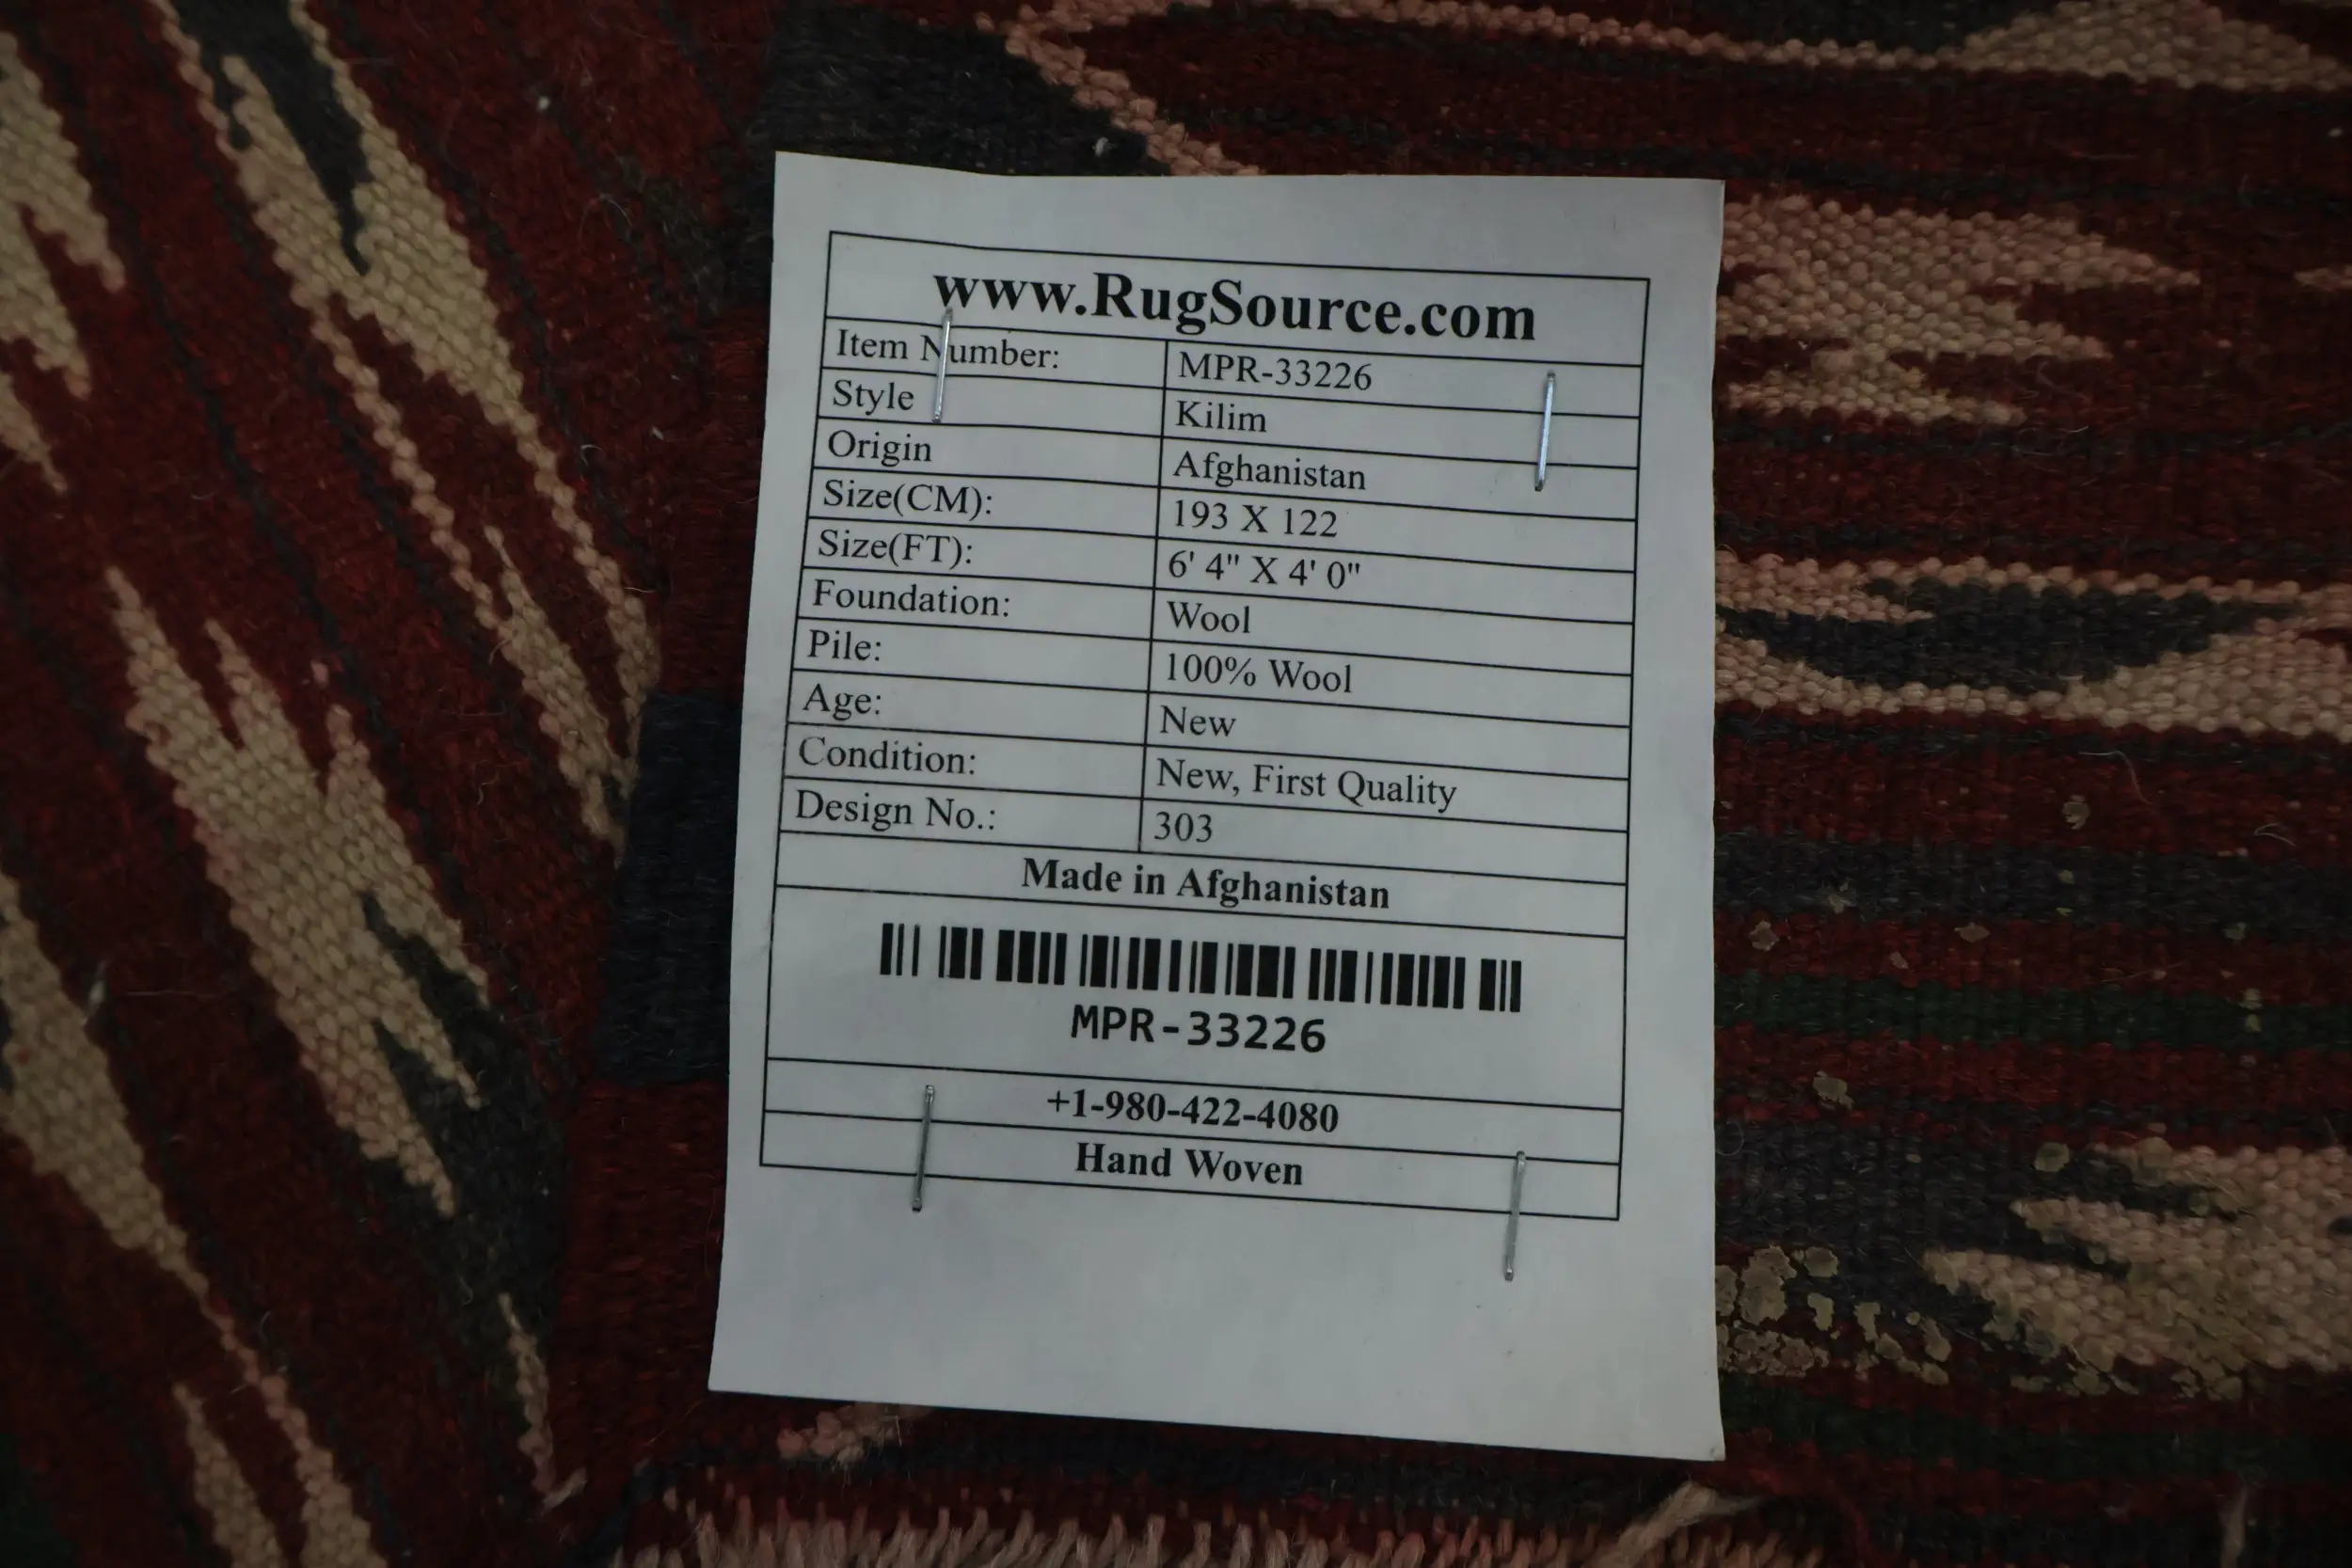 www.RugSource.com
Item Number: MPR-33226
Style Kilim
Origin Afghanistan
Size(CM): 193 X 122
Size(FT): 6' 4" X 4' 0"
Foundation: Wool
Pile: 100% Wool
Age: New
Condition: New, First Quality
Design No.: 303
Made in Afghanistan
MPR-33226
+1-980-422-4080
Hand Woven